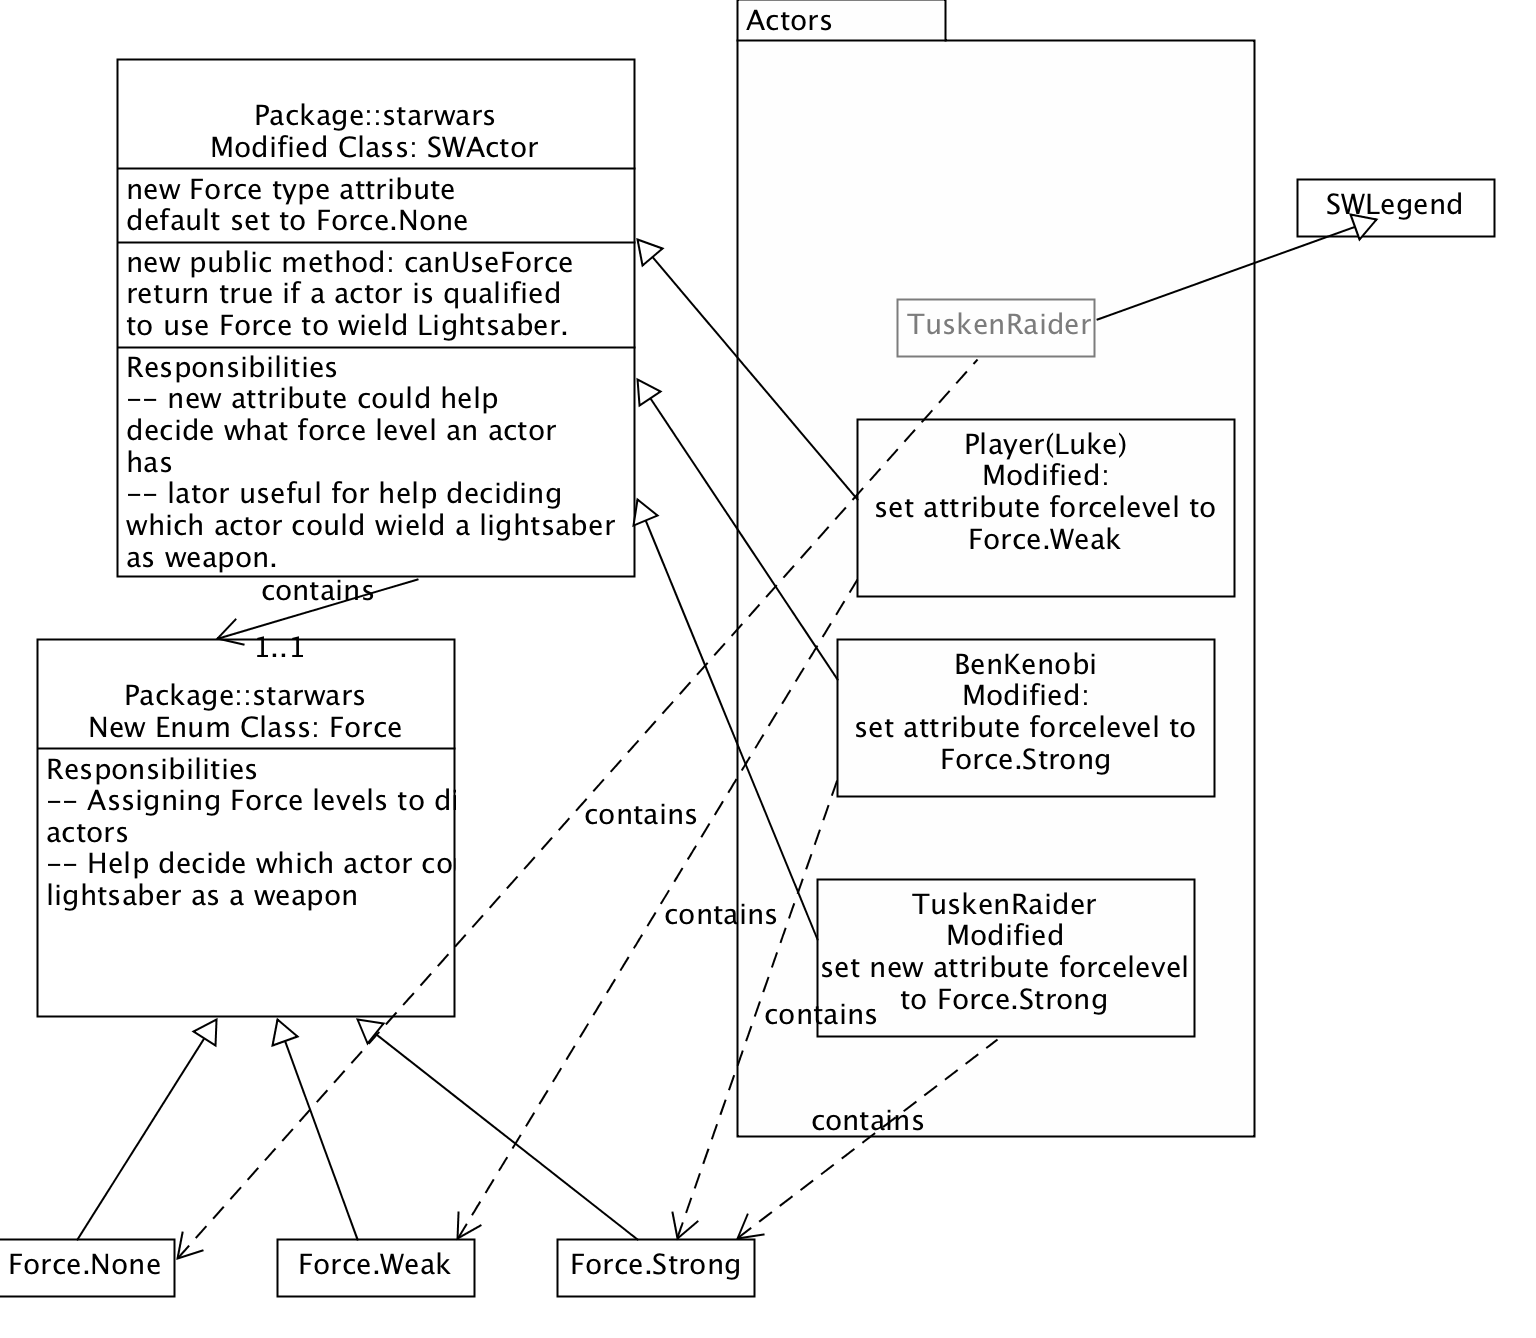 Actors
Package::starwars
Modified Class: SWActor
new Force type attribute
default set to Force.None
new public method: canUseForce
return true if a actor is qualified
to use Force to wield Lightsaber.
Responsibilities
-- new attribute could help
decide what force level an actor
has
-- lator useful for help deciding
which actor could wield a lightsaber
as weapon.
contains
1..1
Package::starwars
New Enum Class: Force
Responsibilities
-- Assigning Force levels to di
actors
-- Help decide which actor co
lightsaber as a weapon
SWLegend
TuskenRaider
Player(Luke)
Modified:
set attribute forcelevel to
Force.Weak
BenKenobi
Modified:
set attribute forcelevel to
Force.Strong
TuskenRaider
Modified
set new attribute forcelevel
to Force.Strong
contains
contains
contains
contains
Force.None
Force.Weak
Force.Strong